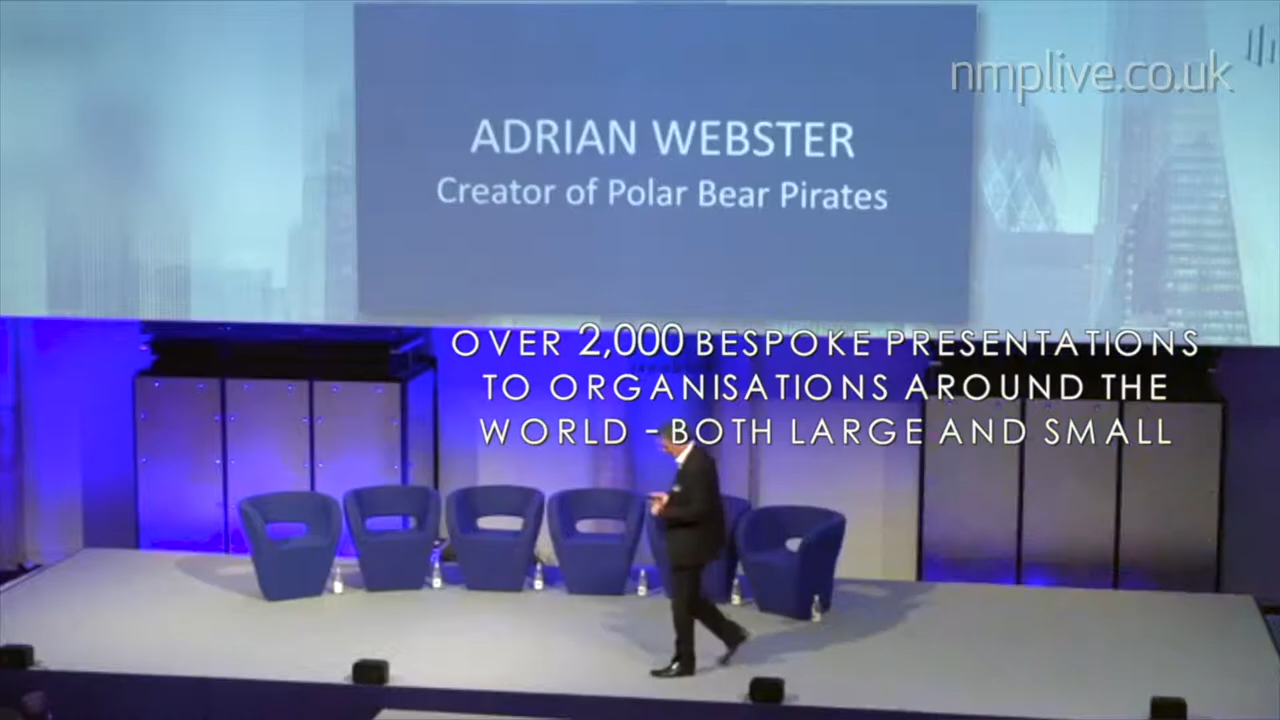 nmplive.co.uk
ADRIAN WEBSTER
Creator of Polar Bear Pirates
OVER 2,000 BESPOKE PRESENTATIONS
TO ORGANISATIONS AROUND THE
WORLD - BOTH LARGE AND SMALL